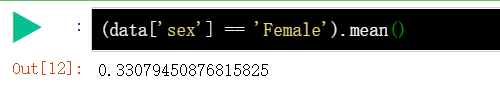 : (data['sex'] == 'Female').mean()
Out[12]: 0.33079450876815825